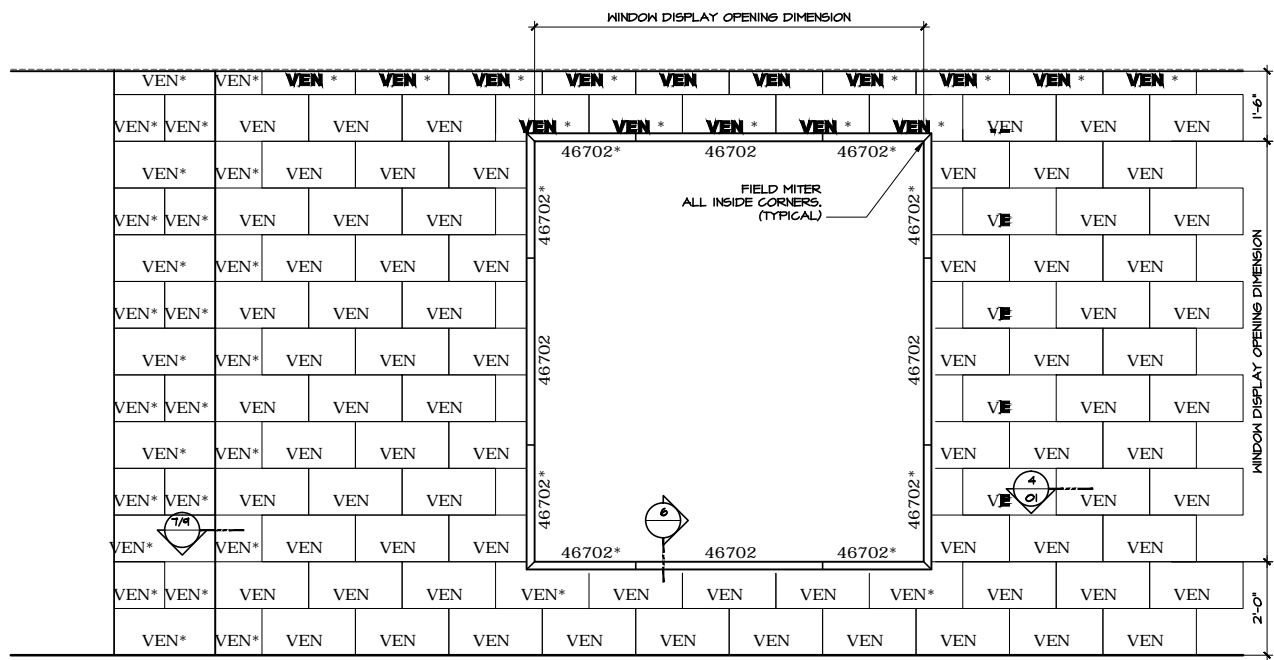 WINDOW DISPLAY OPENING DIMENSION
VEN* VEN* VEN * VEN * VEN * VEN * VEN VEN VEN * VEN * VEN * VEN *
1'-6"
VEN* VEN* VEN VEN VEN VEN * VEN * VEN * VEN * VEN * VEN VEN VEN
46702* 46702 46702*
VEN* VEN* VEN VEN VEN VEN VEN VEN
FIELD MITER
ALL INSIDE CORNERS.
(TYPICAL)
46702* 46702*
VEN* VEN* VEN VEN VEN VE VEN VEN
VEN* VEN* VEN VEN VEN VEN VEN VEN
VEN* VEN* VEN VEN VEN VE VEN VEN
WINDOW DISPLAY OPENING DIMENSION
46702 46702
VEN* VEN* VEN VEN VEN VEN VEN VEN
VEN* VEN* VEN VEN VEN VE VEN VEN
VEN* VEN* VEN VEN VEN VEN VEN VEN
46702* 46702*
VEN* VEN* VEN VEN VEN VE VEN VEN
4
01
6
7/9
VEN* VEN* VEN VEN VEN VEN VEN VEN
46702* 46702 46702*
VEN* VEN* VEN VEN VEN VEN* VEN VEN VEN VEN* VEN VEN VEN
2'-0"
VEN* VEN* VEN VEN VEN VEN VEN VEN VEN VEN VEN VEN